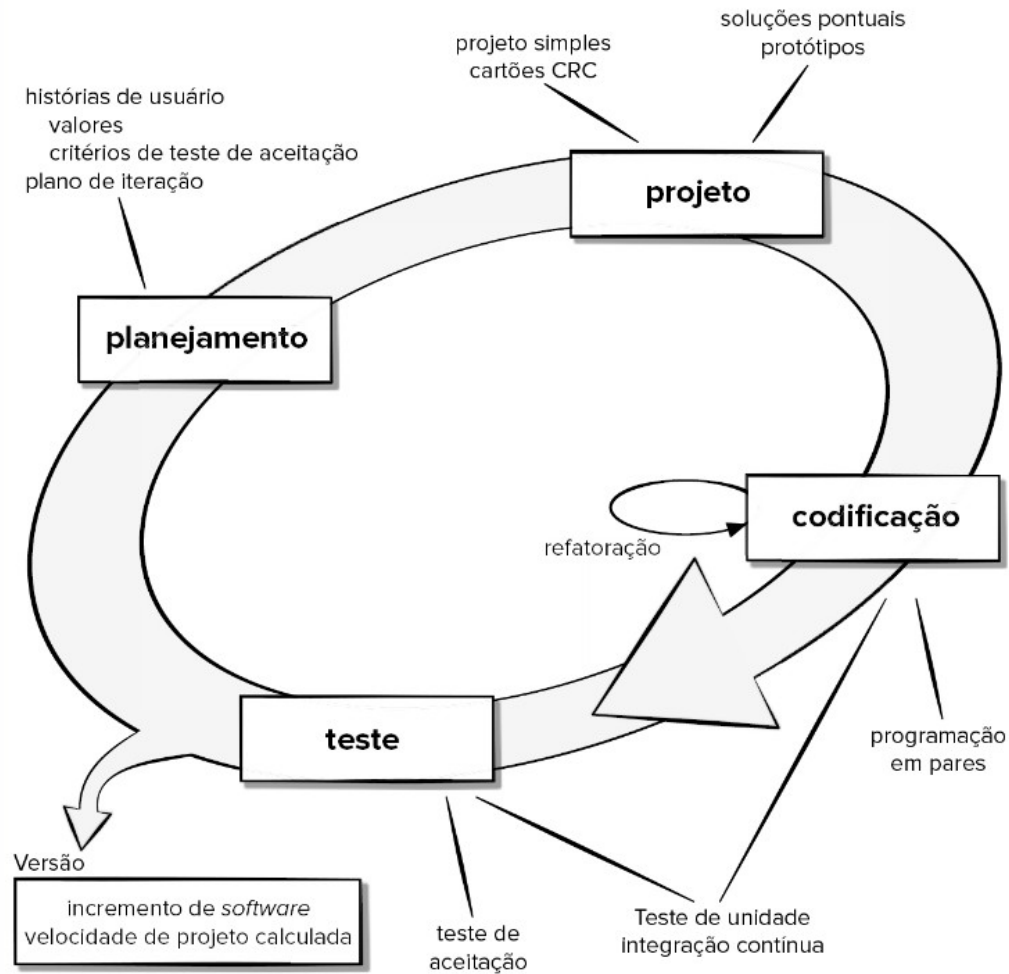 soluções pontuais
protótipos
projeto simples
cartões CRC
histórias de usuário
valores
critérios de teste de aceitação
plano de iteração
projeto
planejamento
codificação
refatoração
teste
programação
em pares
Versão
incremento de software
velocidade de projeto calculada
teste de
aceitação
Teste de unidade
integração contínua